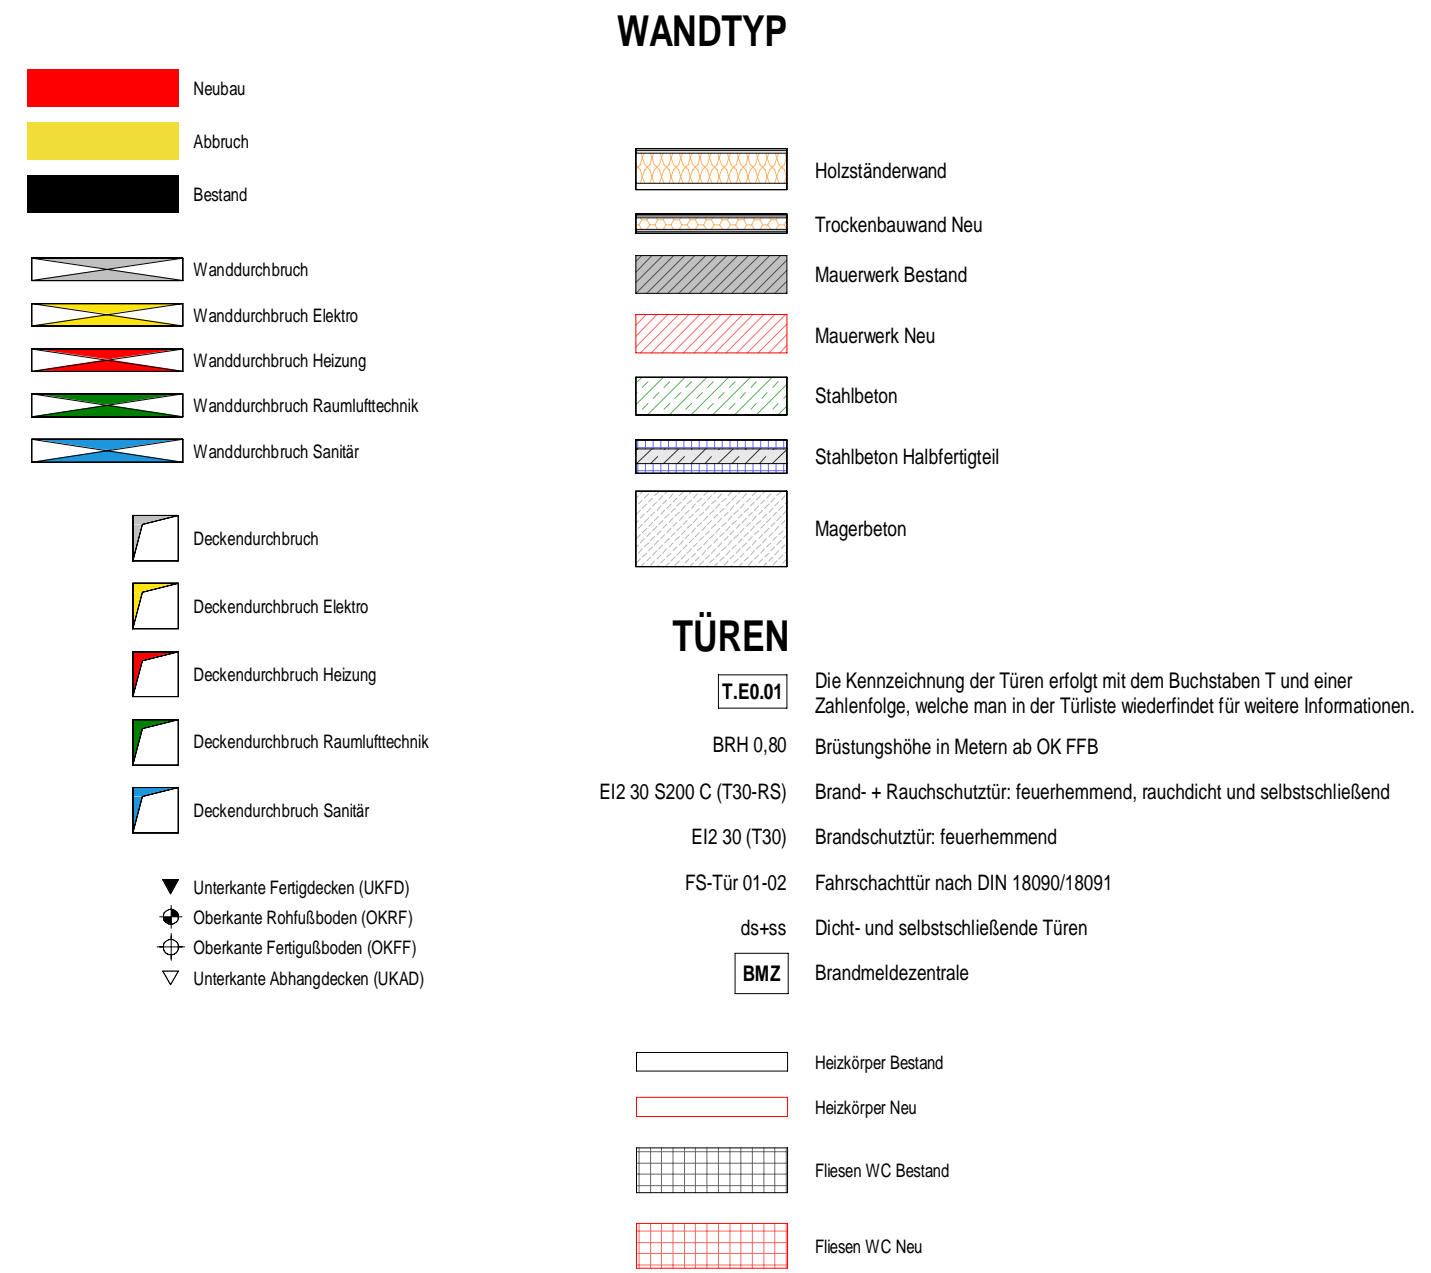 WANDTYP
Neubau
Abbruch
Bestand
Wanddurchbruch
Wanddurchbruch Elektro
Wanddurchbruch Heizung
Wanddurchbruch Raumlufttechnik
Wanddurchbruch Sanitär
Deckendurchbruch
Deckendurchbruch Elektro
Deckendurchbruch Heizung
Deckendurchbruch Raumlufttechnik
Deckendurchbruch Sanitär
Unterkante Fertigdecken (UKFD)
Oberkante Rohfußboden (OKRF)
Oberkante Fertigußboden (OKFF)
Unterkante Abhangdecken (UKAD)
Holzständerwand
Trockenbauwand Neu
Mauerwerk Bestand
Mauerwerk Neu
Stahlbeton
Stahlbeton Halbfertigteil
Magerbeton
TÜREN
T.E0.01 Die Kennzeichnung der Türen erfolgt mit dem Buchstaben T und einer
Zahlenfolge, welche man in der Türliste wiederfindet für weitere Informationen.
BRH 0,80 Brüstungshöhe in Metern ab OK FFB
EI2 30 S200 C (T30-RS) Brand- + Rauchschutztür: feuerhemmend, rauchdicht und selbstschließend
EI2 30 (T30) Brandschutztür: feuerhemmend
FS-Tür 01-02 Fahrschachttür nach DIN 18090/18091
ds+ss Dicht- und selbstschließende Türen
BMZ Brandmeldezentrale
Heizkörper Bestand
Heizkörper Neu
Fliesen WC Bestand
Fliesen WC Neu